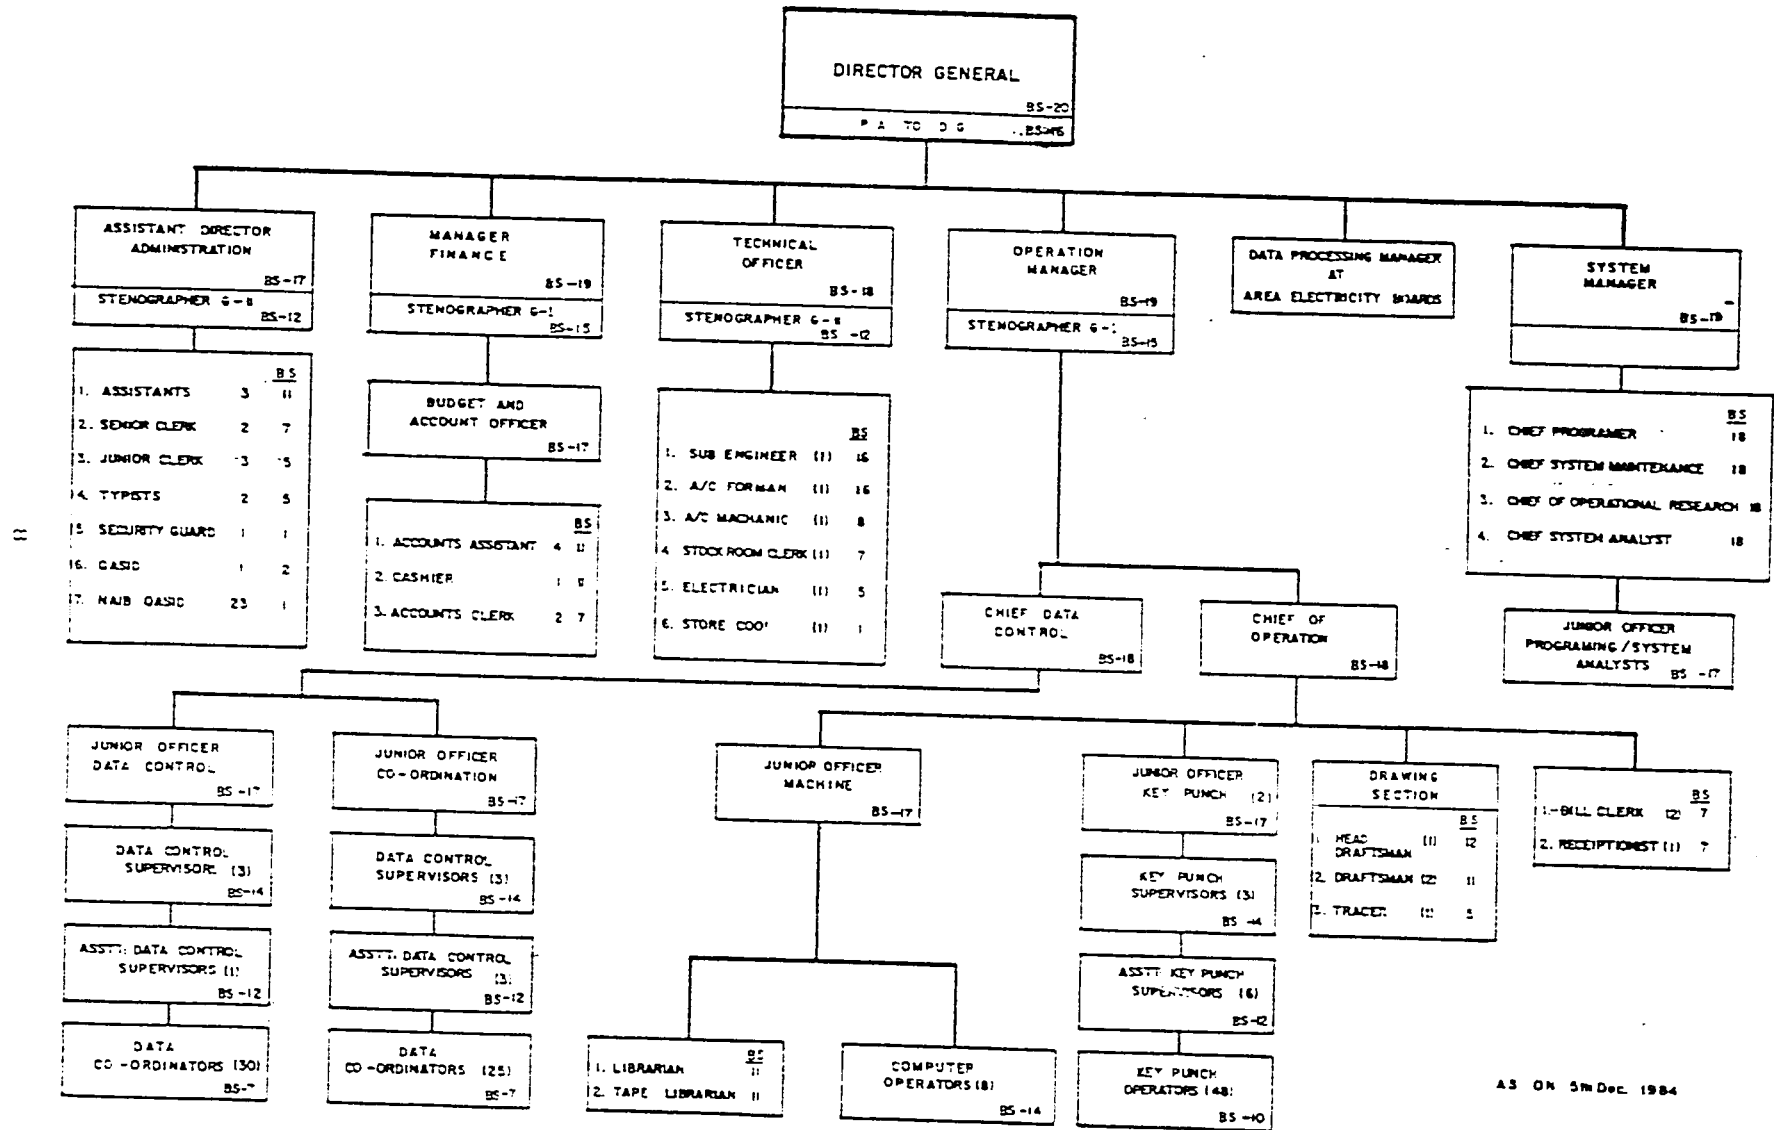 DIRECTOR GENERAL
BS-20
P A TO D G BS-16
ASSISTANT DIRECTOR
ADMINISTRATION
BS-17
STENOGRAPHER G-II
BS-12
BS
1. ASSISTANTS 3 11
2. SENIOR CLERK 2 7
3. JUNIOR CLERK 3 5
4. TYPISTS 2 5
5 SECURITY GUARD 1 1
6. QASID 1 2
7. NAIB QASID 23 1
MANAGER
FINANCE
BS-19
STENOGRAPHER G-I
BS-15
BUDGET AND
ACCOUNT OFFICER
BS-17
BS
1. ACCOUNTS ASSISTANT 4 11
2. CASHIER 1
3. ACCOUNTS CLERK 2 7
TECHNICAL
OFFICER
BS-18
STENOGRAPHER G-II
BS-12
BS
1. SUB ENGINEER (1) 16
2. A/C FORMAN (1) 16
3. A/C MACHANIC (1) 8
4 STOCK ROOM CLERK (1) 7
5. ELECTRICIAN (1) 5
6. STORE COO' (1) 1
OPERATION
MANAGER
BS-19
STENOGRAPHER G-I
BS-15
DATA PROCESSING MANAGER
AT
AREA ELECTRICITY BOARDS
SYSTEM
MANAGER
BS-19
BS
1. CHIEF PROGRAMER 18
2. CHIEF SYSTEM MAINTENANCE 18
3. CHIEF OF OPERATIONAL RESEARCH 18
4. CHIEF SYSTEM ANALYST 18
JUNIOR OFFICER
PROGRAMING/SYSTEM
ANALYSTS
BS-17
CHIEF DATA
CONTROL
BS-18
CHIEF OF
OPERATION
BS-18
JUNIOR OFFICER
DATA CONTROL
BS-17
DATA CONTROL
SUPERVISORS (3)
BS-14
ASSTT: DATA CONTROL
SUPERVISORS (1)
BS-12
DATA
CO-ORDINATORS (30)
BS-7
JUNIOR OFFICER
CO-ORDINATION
BS-17
DATA CONTROL
SUPERVISORS (3)
BS-14
ASSTT: DATA CONTROL
SUPERVISORS (3)
BS-12
DATA
CO-ORDINATORS (25)
BS-7
JUNIOR OFFICER
MACHINE
BS-17
BS
1. LIBRARIAN 11
2. TAPE LIBRARIAN 11
COMPUTER
OPERATORS (8)
BS-14
JUNIOR OFFICER
KEY PUNCH (2)
BS-17
KEY PUNCH
SUPERVISORS (3)
BS-14
ASSTT KEY PUNCH
SUPERVISORS (6)
BS-12
KEY PUNCH
OPERATORS (48)
BS-10
DRAWING
SECTION
BS
1. HEAD (1) 12
DRAFTSMAN
2. DRAFTSMAN (2) 11
3. TRACER 5
BS
1.-BILL CLERK (2) 7
2. RECEIPTIONIST (1) 7
AS ON 5TH DEC. 1984